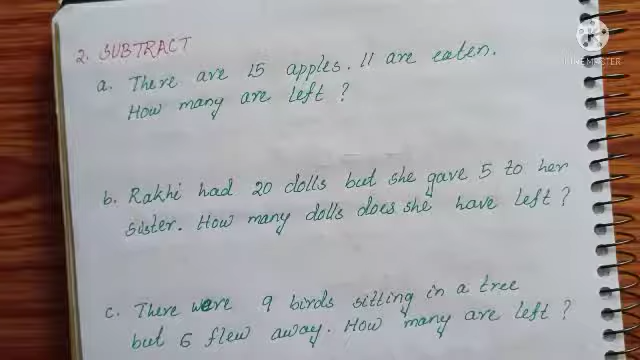 2. SUBTRACT
a. There are 15 apples. 11 are eaten.
How many are left ?
b. Rakhi had 20 dolls but she gave 5 to her
sister. How many dolls does she have left ?
c. There were 9 birds sitting in a tree
but 6 flew away. How many are left ?
K
KINEMASTER